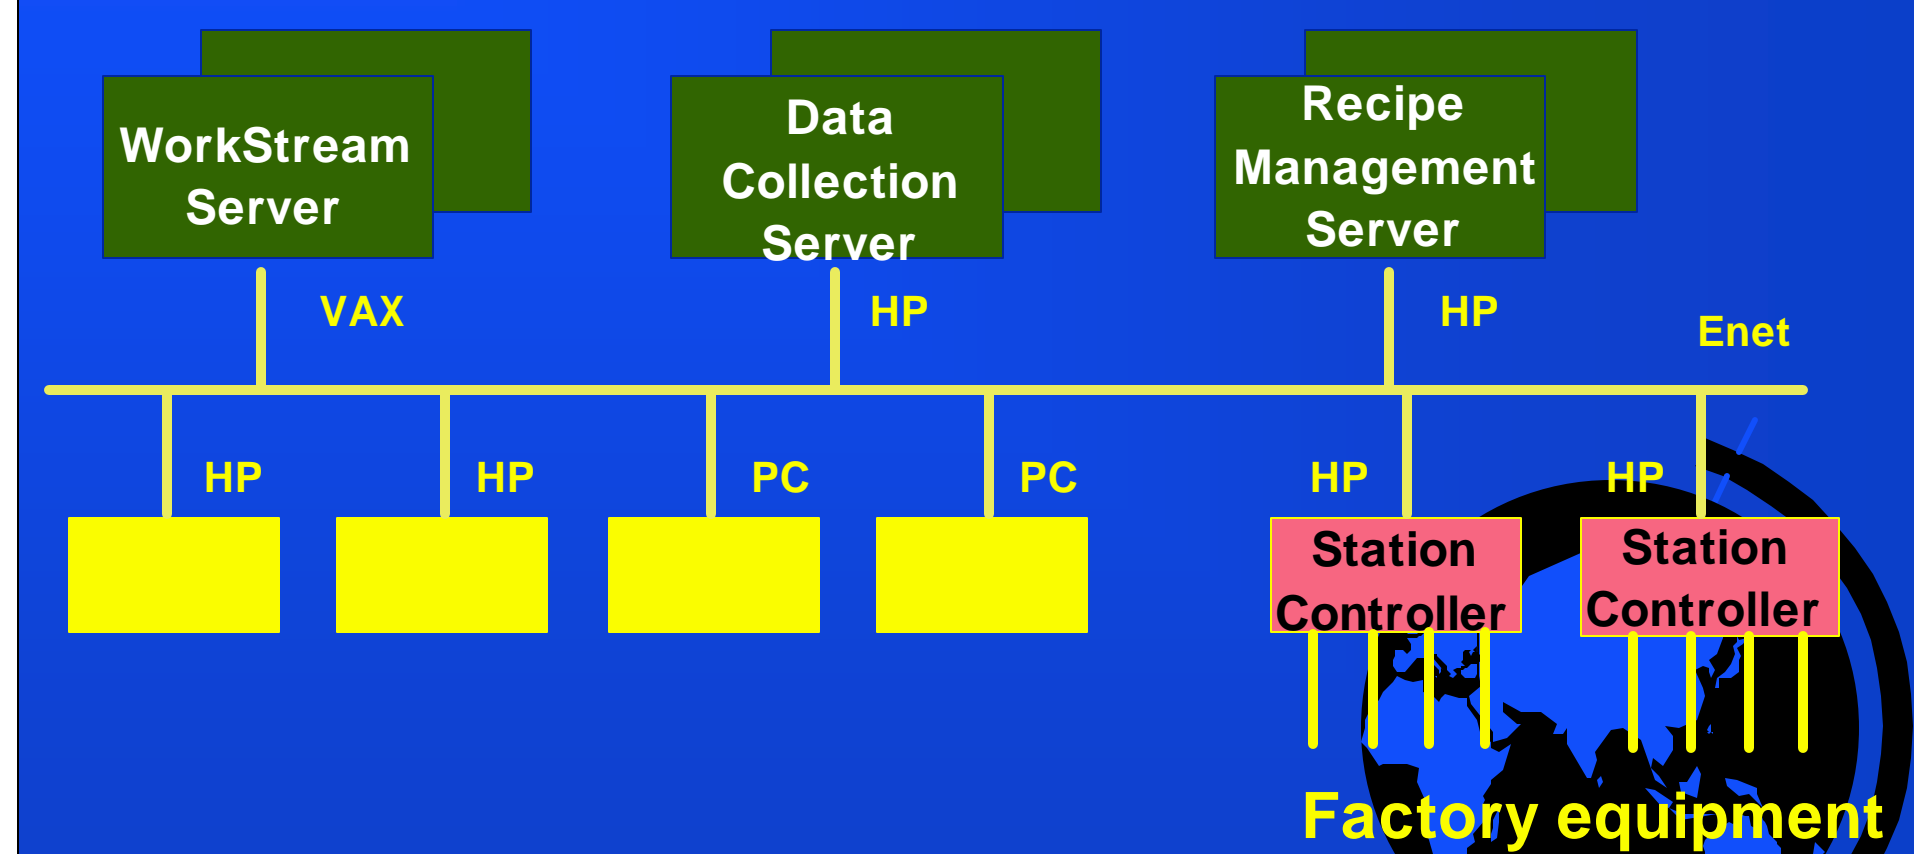 WorkStream
Server
Data
Collection
Server
Recipe
Management
Server
VAX
HP
HP
Enet
HP
HP
PC
PC
HP
HP
Station
Controller
Station
Controller
Factory equipment